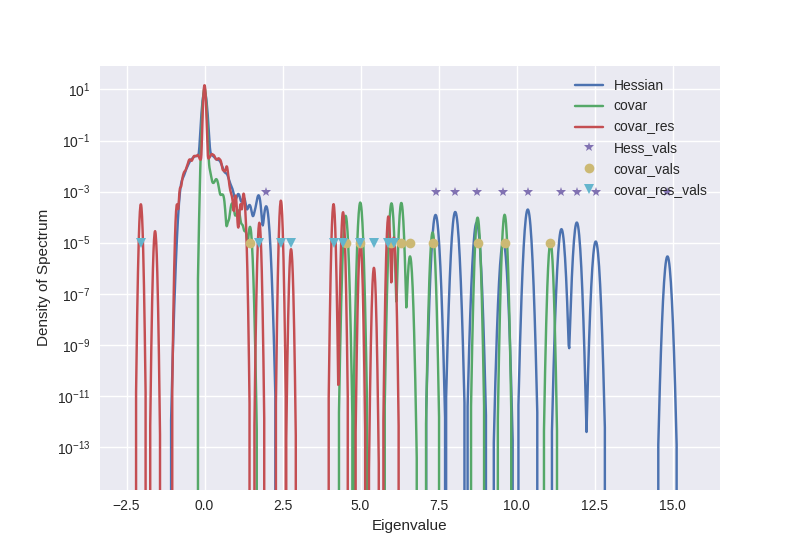 Hessian
covar
covar_res
Hess_vals
covar_vals
covar_res_vals
10^1
10^−1
10^−3
10^−5
10^−7
10^−9
10^−11
10^−13
Density of Spectrum
−2.5 0.0 2.5 5.0 7.5 10.0 12.5 15.0
Eigenvalue